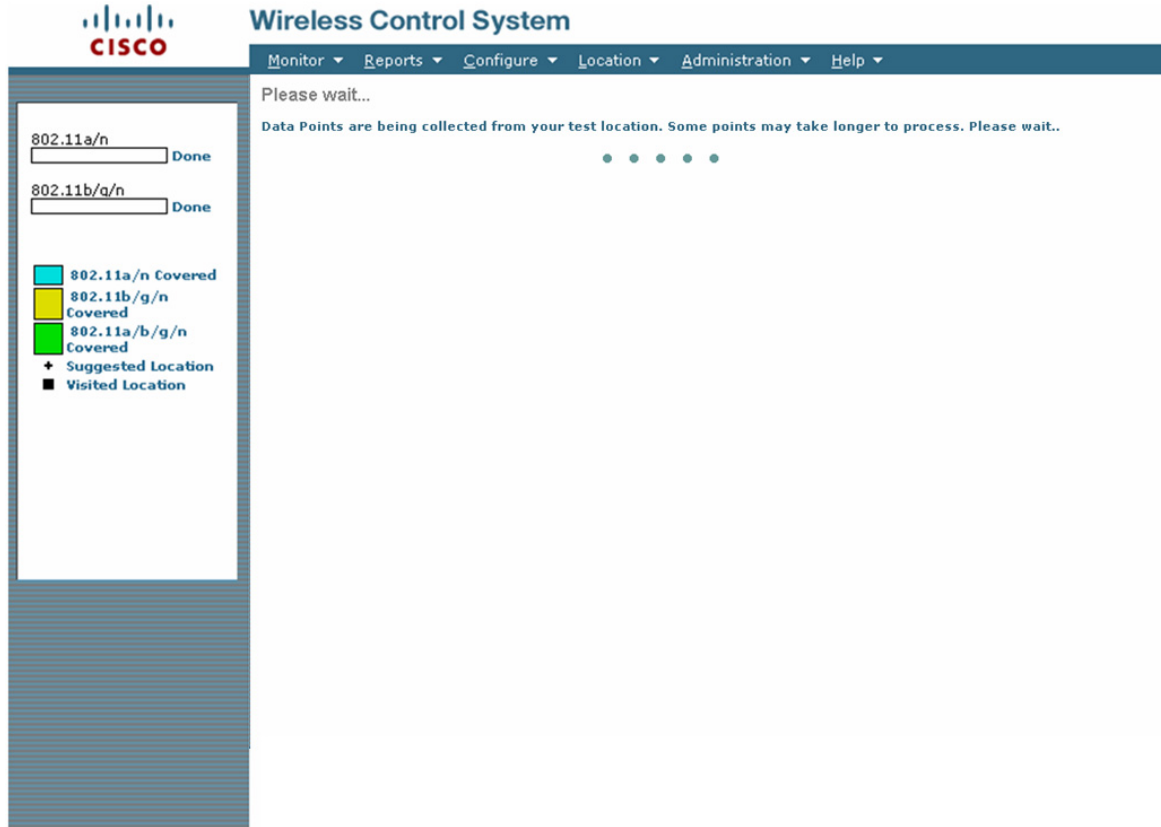 CISCO
Wireless Control System
Monitor Reports Configure Location Administration Help
802.11a/n
Done
802.11b/g/n
Done
802.11a/n Covered
802.11b/g/n
Covered
802.11a/b/g/n
Covered
Suggested Location
Visited Location
Please wait...
Data Points are being collected from your test location. Some points may take longer to process. Please wait..